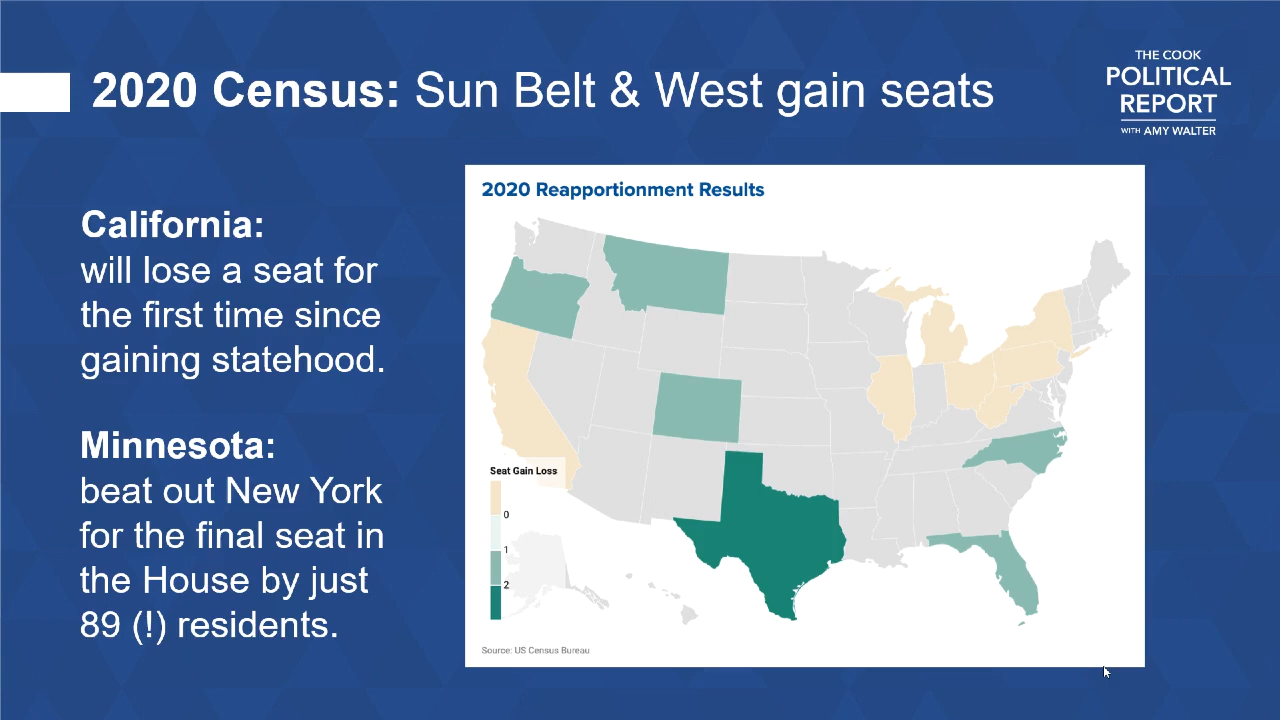 2020 Census: Sun Belt & West gain seats
THE COOK
POLITICAL
REPORT
WITH AMY WALTER
California:
will lose a seat for
the first time since
gaining statehood.
Minnesota:
beat out New York
for the final seat in
the House by just
89 (!) residents.
2020 Reapportionment Results
Seat Gain Loss
0
1
2
Source: US Census Bureau